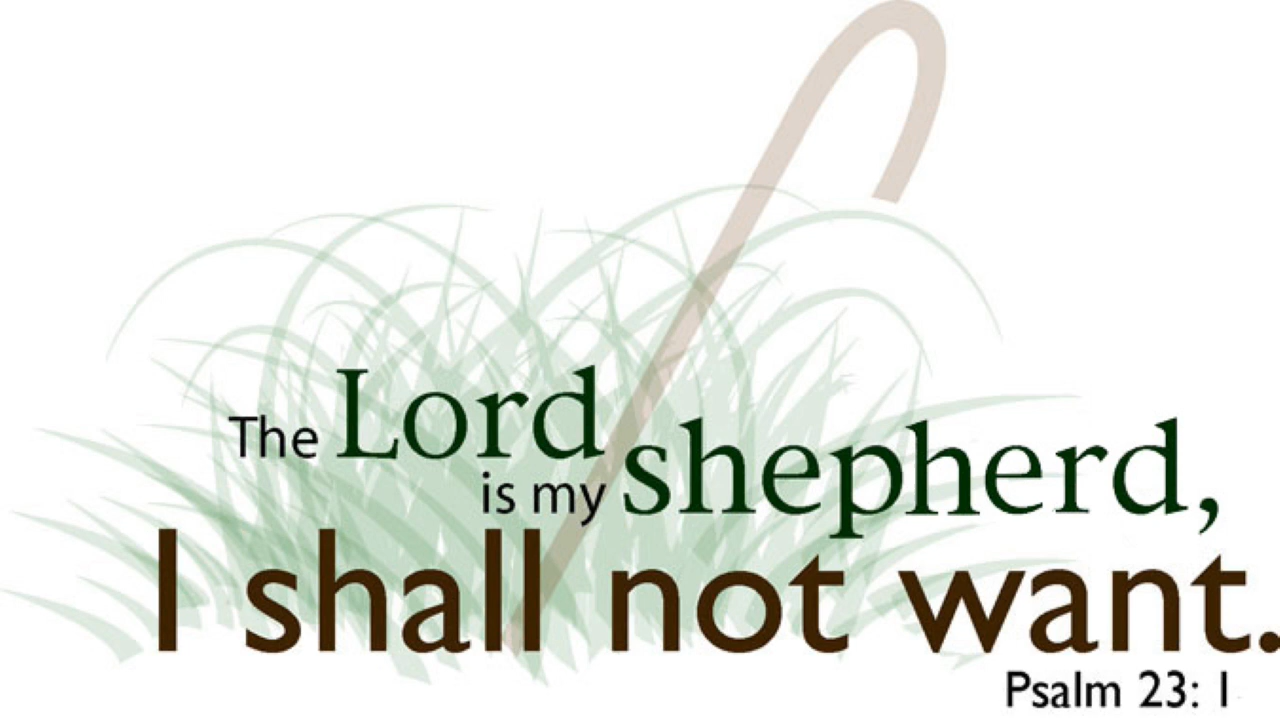 The Lord
is my shepherd,
I shall not want.
Psalm 23: 1